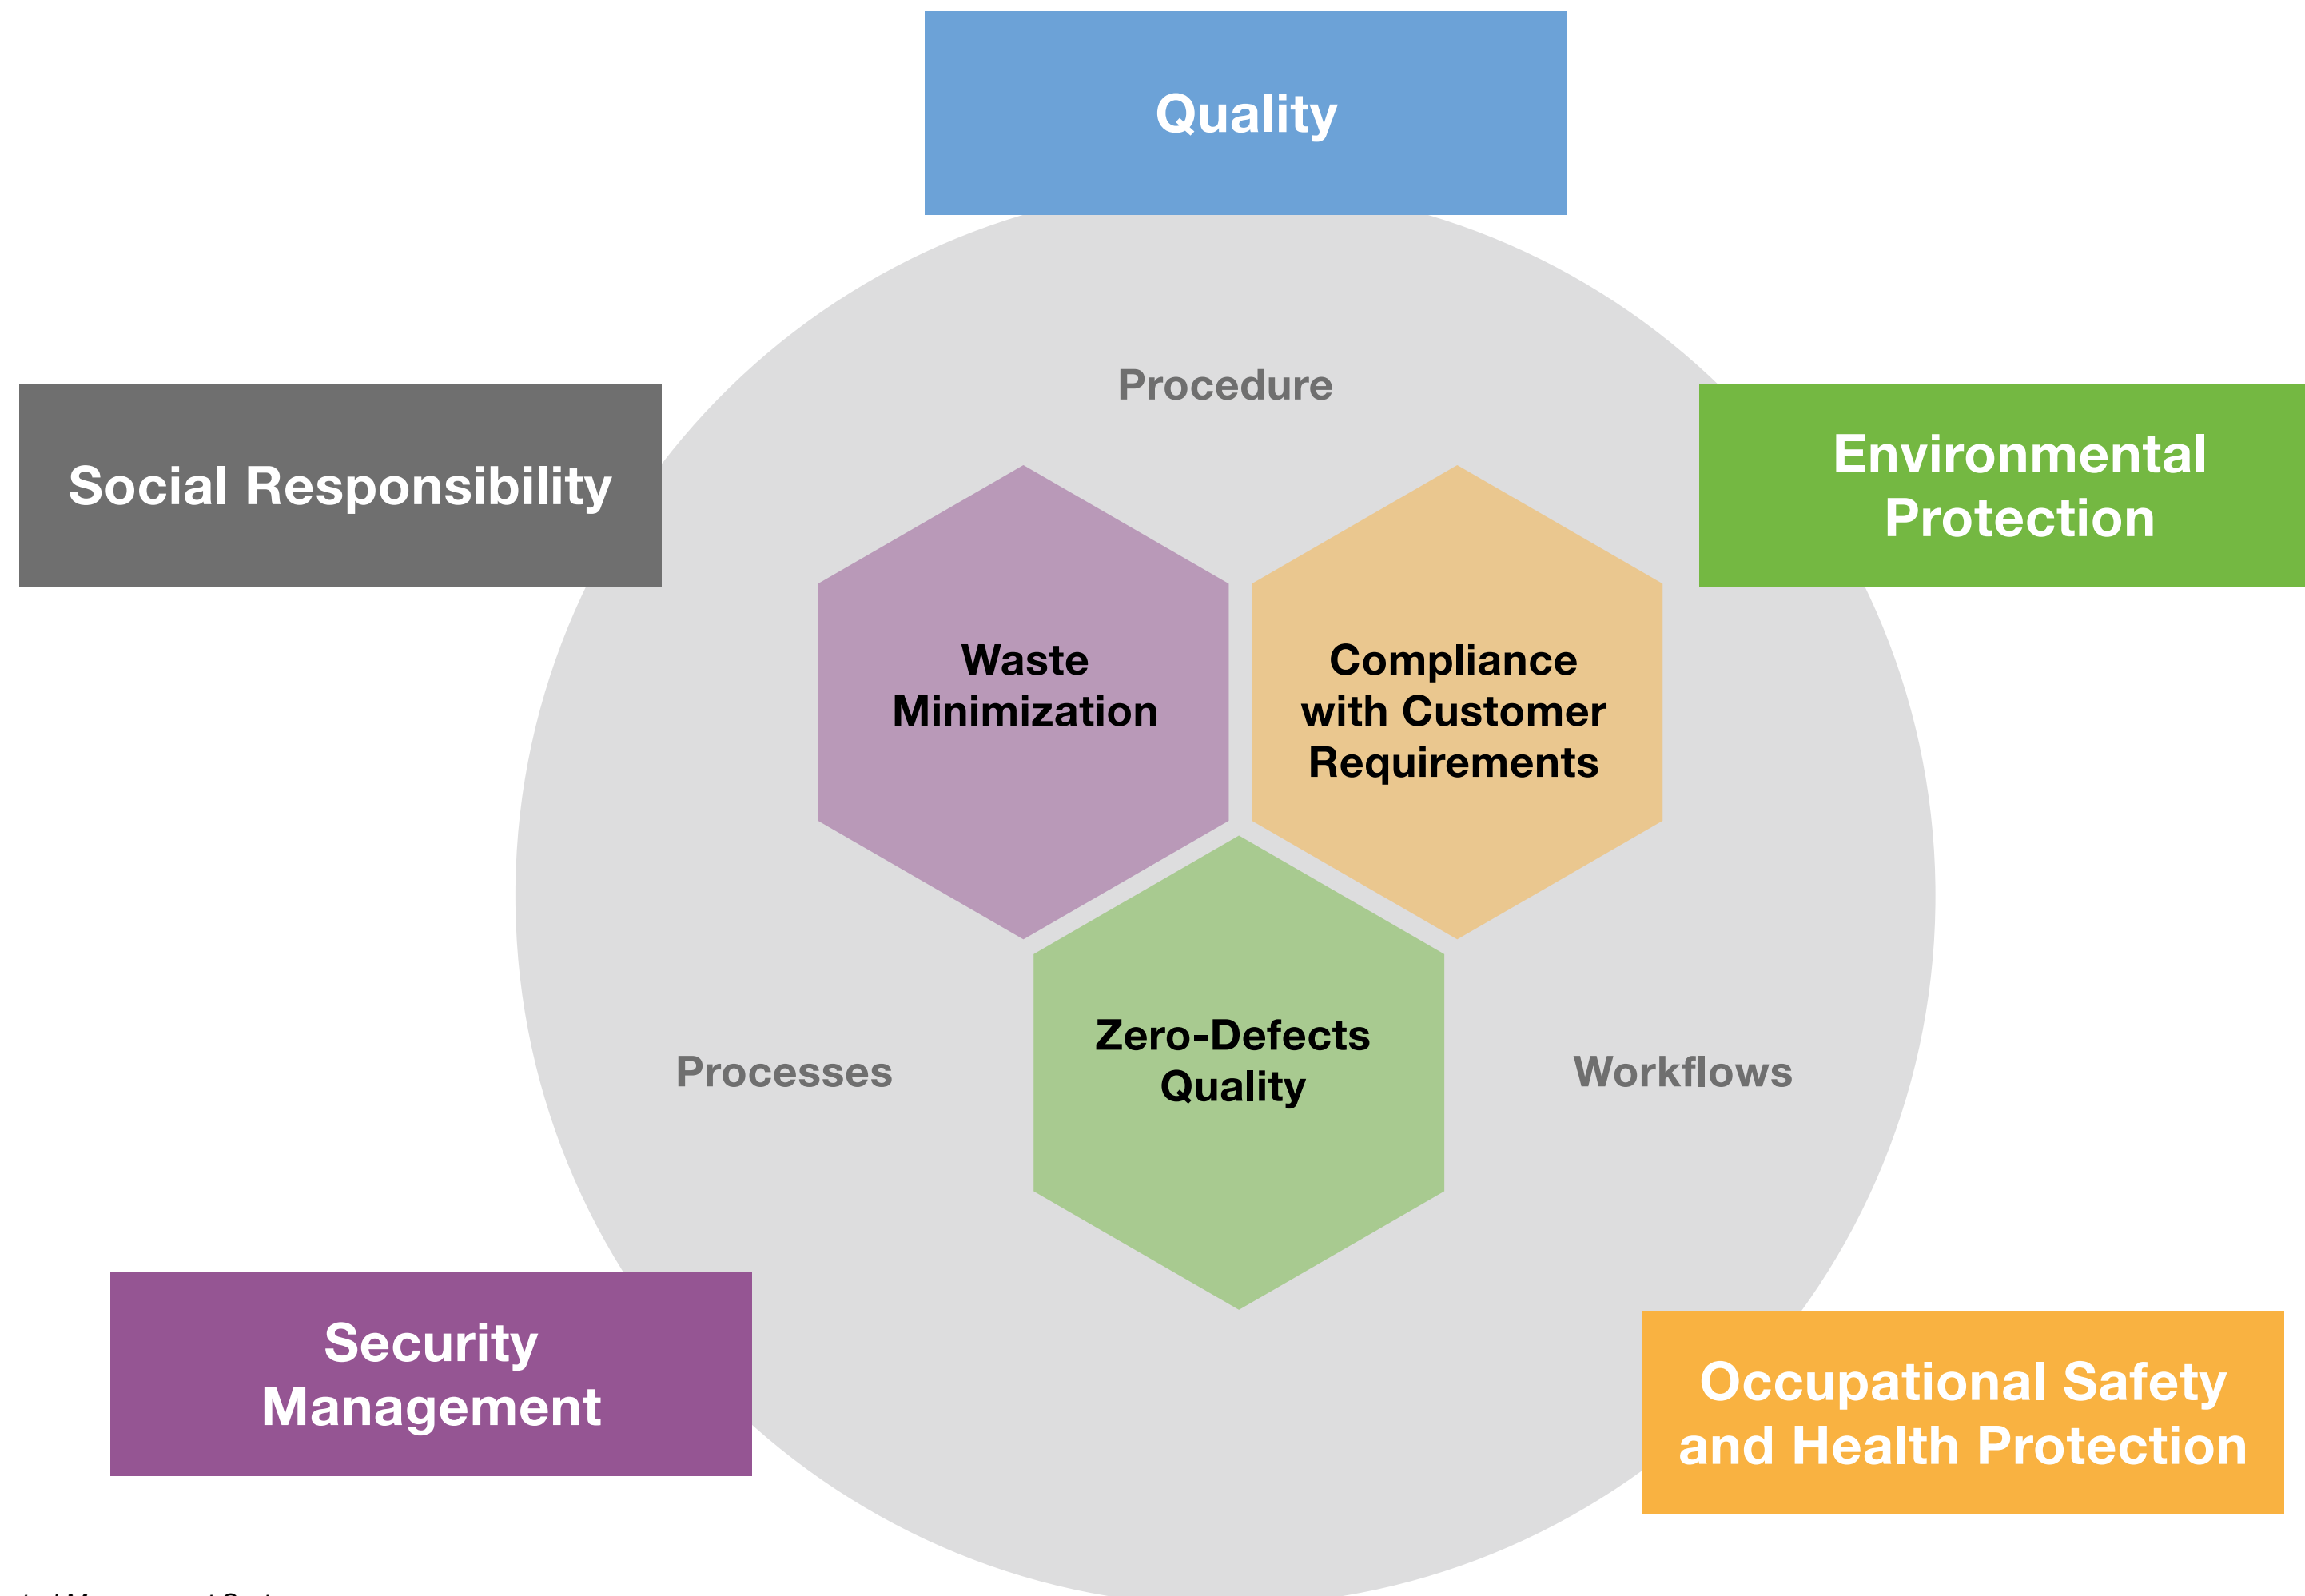 Quality
Procedure
Social Responsibility
Environmental
Protection
Waste
Minimization
Compliance
with Customer
Requirements
Zero-Defects
Quality
Processes
Workflows
Security
Management
Occupational Safety
and Health Protection